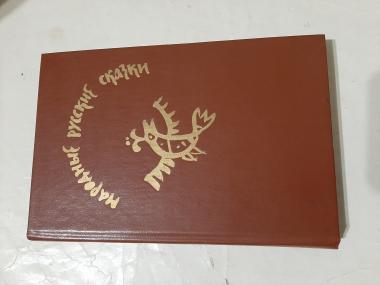 народные русские сказки